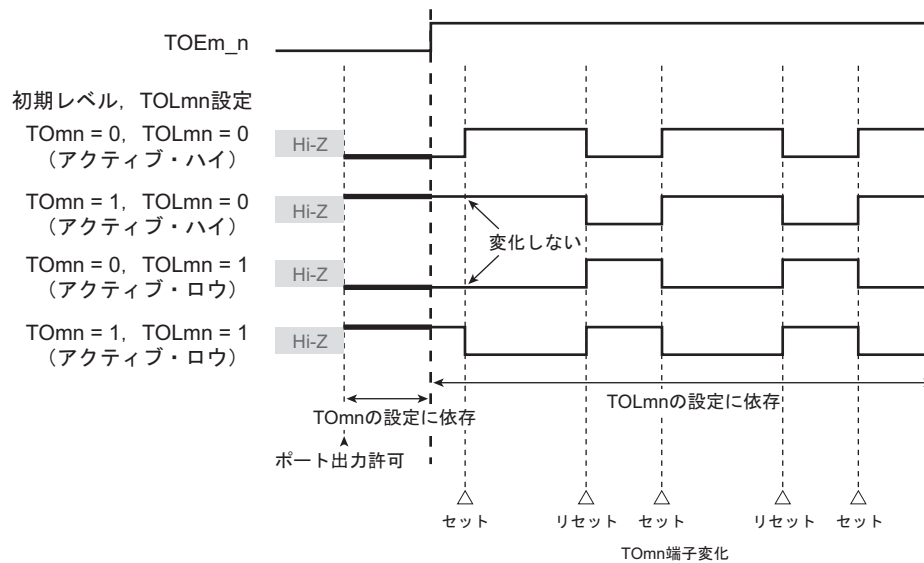 TOEm_n
初期レベル，TOLmn設定
TOmn = 0，TOLmn = 0
（アクティブ・ハイ）
Hi-Z
TOmn = 1，TOLmn = 0
（アクティブ・ハイ）
Hi-Z
変化しない
TOmn = 0，TOLmn = 1
（アクティブ・ロウ）
Hi-Z
TOmn = 1，TOLmn = 1
（アクティブ・ロウ）
Hi-Z
TOmnの設定に依存
TOLmnの設定に依存
ポート出力許可
セット
リセット
セット
リセット
セット
TOmn端子変化